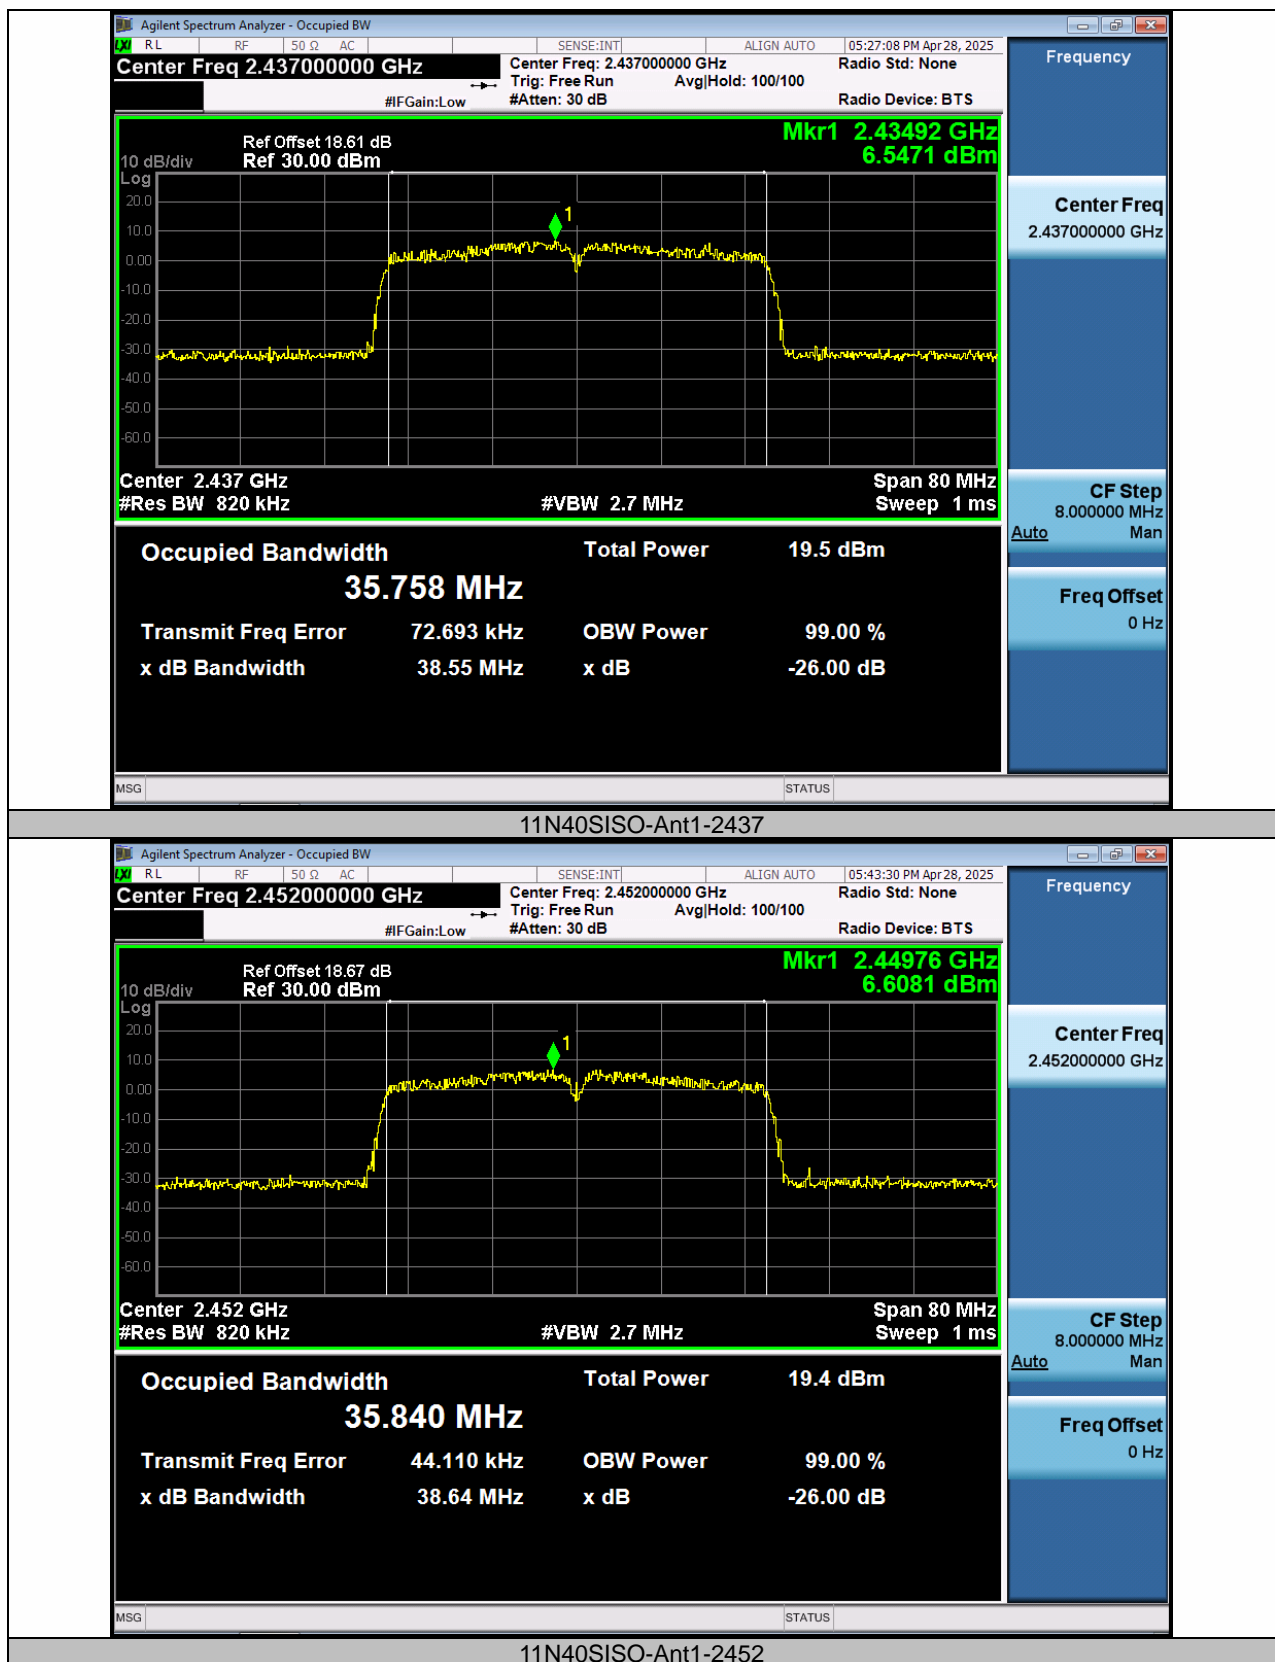 Agilent Spectrum Analyzer - Occupied BW
LXI RL RF 50 Ω AC SENSE:INT ALIGN AUTO 05:27:08 PM Apr 28, 2025
Center Freq 2.437000000 GHz
Center Freq: 2.437000000 GHz Radio Std: None
Trig: Free Run Avg|Hold: 100/100
#IFGain:Low #Atten: 30 dB Radio Device: BTS
Frequency
Mkr1 2.43492 GHz
6.5471 dBm
Ref Offset 18.61 dB
10 dB/div Ref 30.00 dBm
Log
20.0
1
10.0
0.00
-10.0
-20.0
-30.0
-40.0
-50.0
-60.0
Center 2.437 GHz Span 80 MHz
#Res BW 820 kHz #VBW 2.7 MHz Sweep 1 ms
Center Freq
2.437000000 GHz
CF Step
8.000000 MHz
Auto Man
Freq Offset
0 Hz
Occupied Bandwidth Total Power 19.5 dBm
35.758 MHz
Transmit Freq Error 72.693 kHz OBW Power 99.00 %
x dB Bandwidth 38.55 MHz x dB -26.00 dB
MSG STATUS
11N40SISO-Ant1-2437
Agilent Spectrum Analyzer - Occupied BW
LXI RL RF 50 Ω AC SENSE:INT ALIGN AUTO 05:43:30 PM Apr 28, 2025
Center Freq 2.452000000 GHz
Center Freq: 2.452000000 GHz Radio Std: None
Trig: Free Run Avg|Hold: 100/100
#IFGain:Low #Atten: 30 dB Radio Device: BTS
Frequency
Mkr1 2.44976 GHz
6.6081 dBm
Ref Offset 18.67 dB
10 dB/div Ref 30.00 dBm
Log
20.0
1
10.0
0.00
-10.0
-20.0
-30.0
-40.0
-50.0
-60.0
Center 2.452 GHz Span 80 MHz
#Res BW 820 kHz #VBW 2.7 MHz Sweep 1 ms
Center Freq
2.452000000 GHz
CF Step
8.000000 MHz
Auto Man
Freq Offset
0 Hz
Occupied Bandwidth Total Power 19.4 dBm
35.840 MHz
Transmit Freq Error 44.110 kHz OBW Power 99.00 %
x dB Bandwidth 38.64 MHz x dB -26.00 dB
MSG STATUS
11N40SISO-Ant1-2452